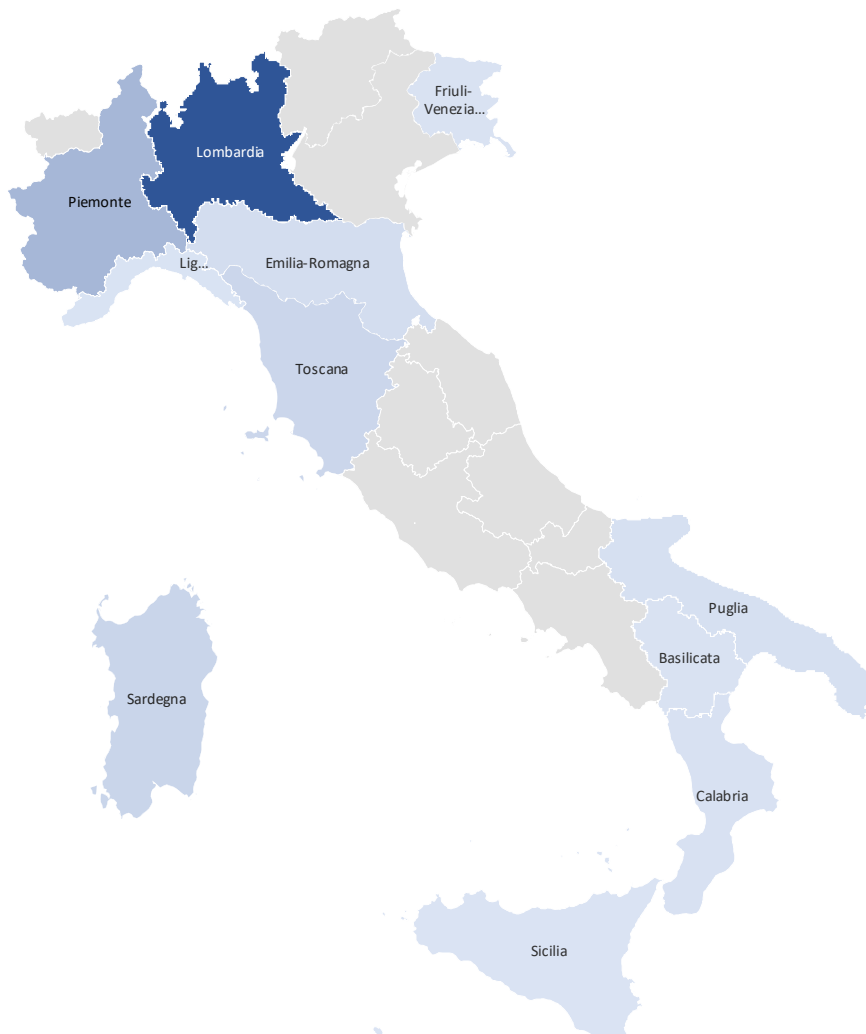 Friuli-
Venezia...
Lombardia
Piemonte
Lig...
Emilia-Romagna
Toscana
Puglia
Basilicata
Sardegna
Calabria
Sicilia